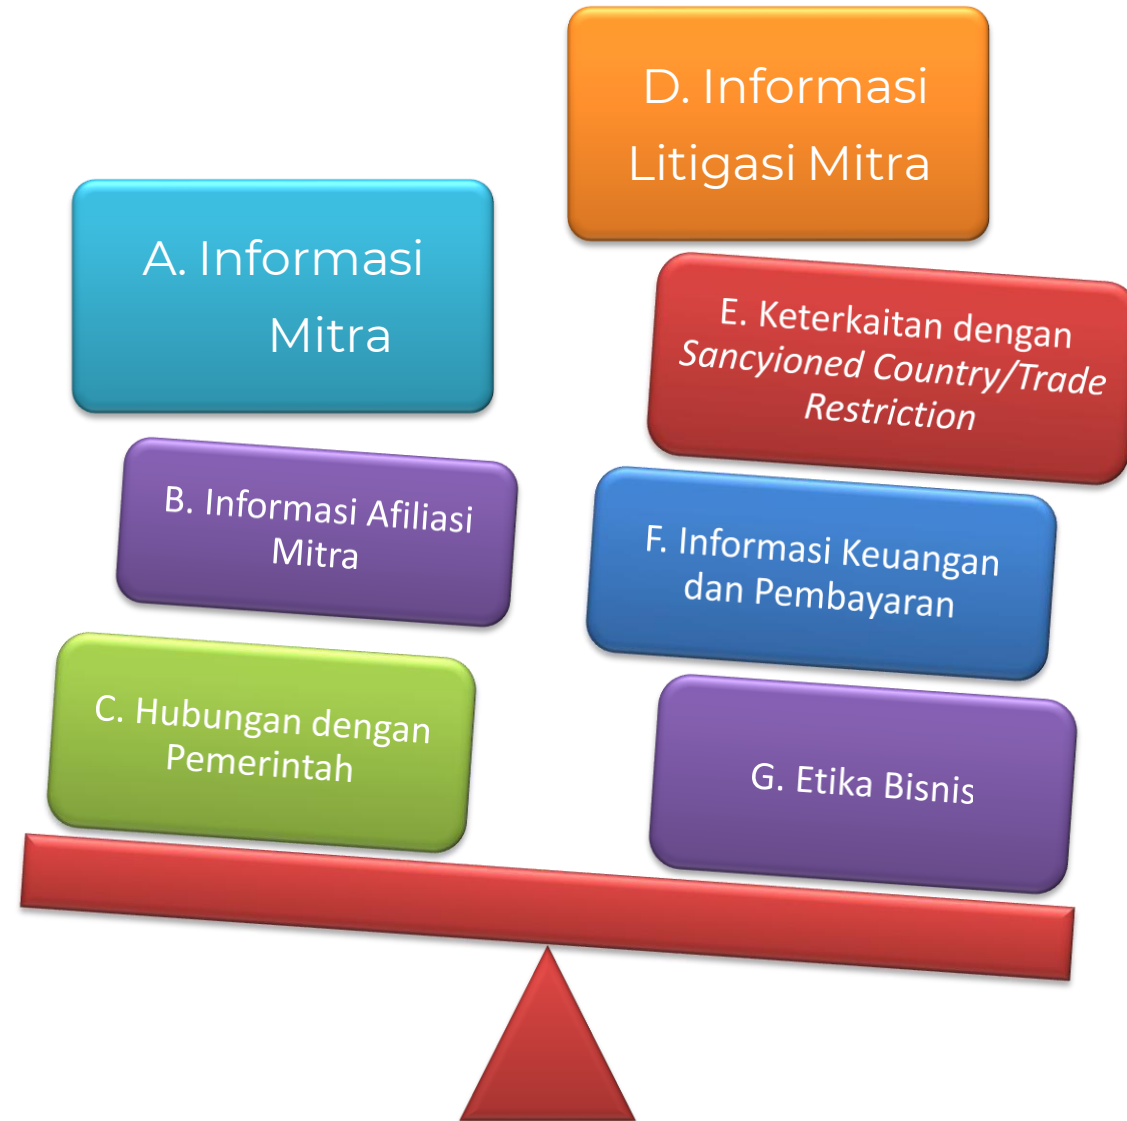 A. Informasi
Mitra
B. Informasi Afiliasi
Mitra
C. Hubungan dengan
Pemerintah
D. Informasi
Litigasi Mitra
E. Keterkaitan dengan
Sancyioned Country/Trade
Restriction
F. Informasi Keuangan
dan Pembayaran
G. Etika Bisnis